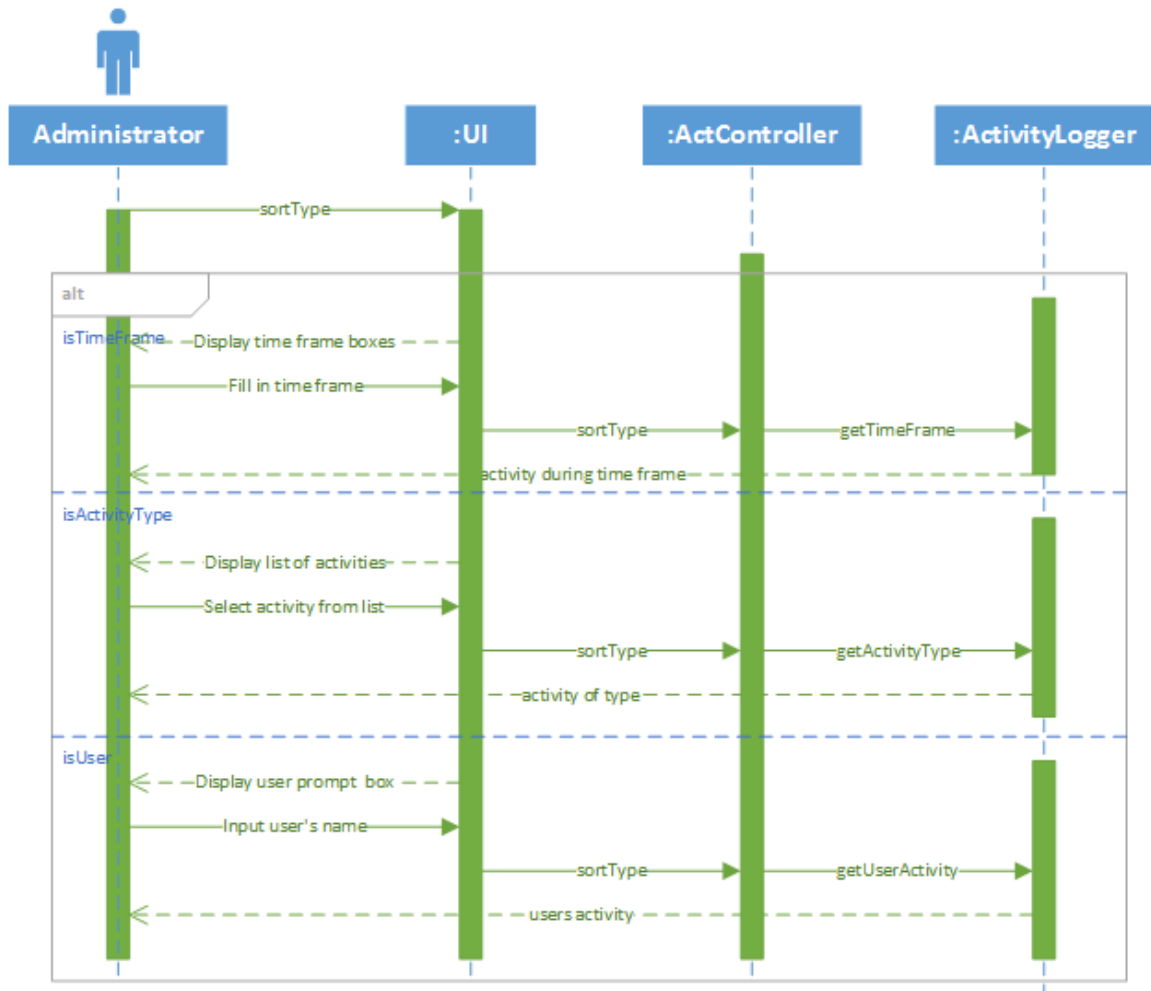 Administrator
:UI
:ActController
:ActivityLogger
sortType
alt
isTimeFrame
Display time frame boxes
Fill in time frame
sortType
getTimeFrame
activity during time frame
isActivityType
Display list of activities
Select activity from list
sortType
getActivityType
activity of type
isUser
Display user prompt box
Input user's name
sortType
getUserActivity
users activity